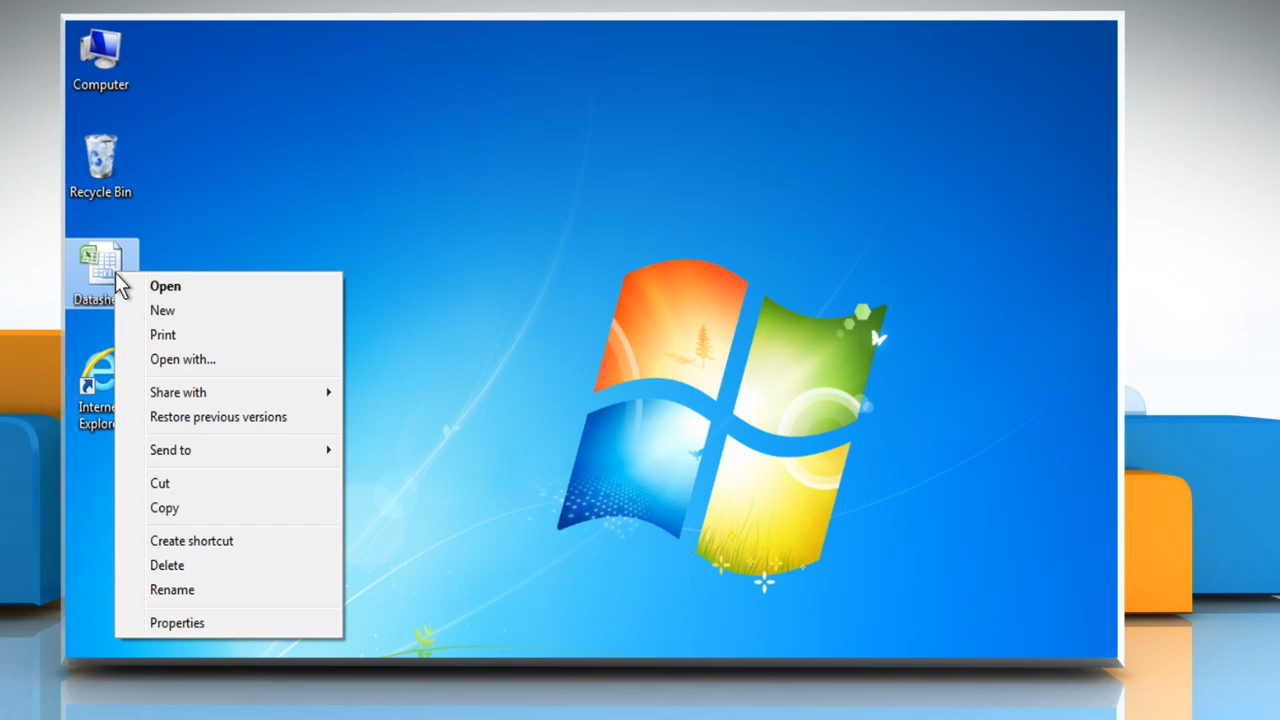 Computer
Recycle Bin
Open
New
Print
Open with...
Share with
Restore previous versions
Send to
Cut
Copy
Create shortcut
Delete
Rename
Properties